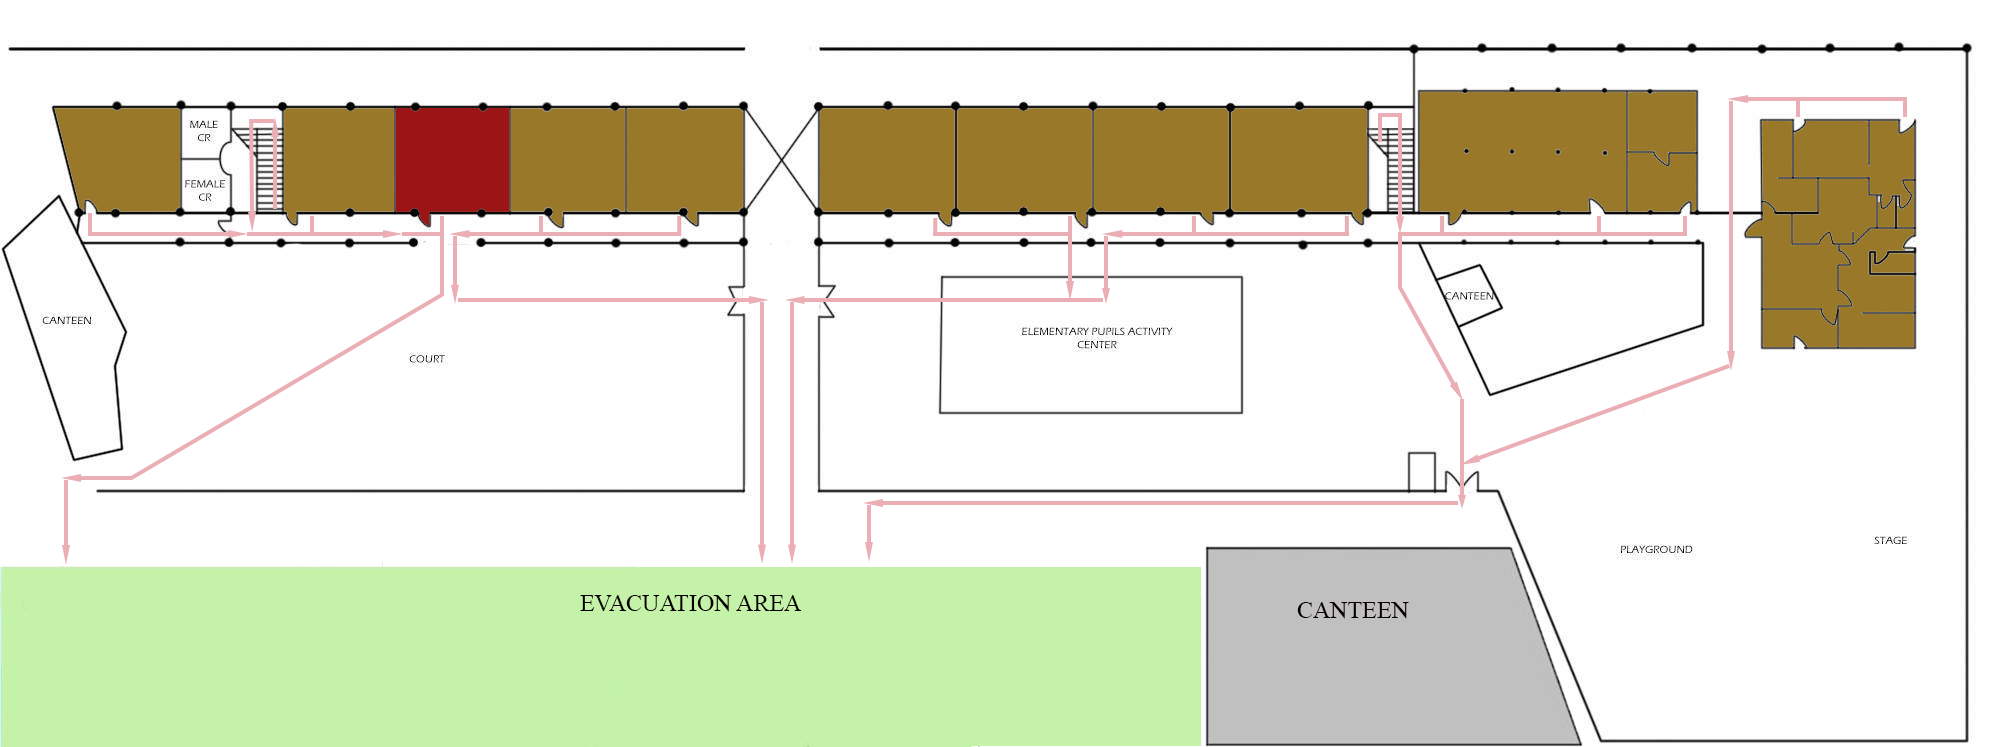 MALE
CR
FEMALE
CR
CANTEEN
COURT
ELEMENTARY PUPILS ACTIVITY
CENTER
CANTEEN
PLAYGROUND
STAGE
EVACUATION AREA
CANTEEN